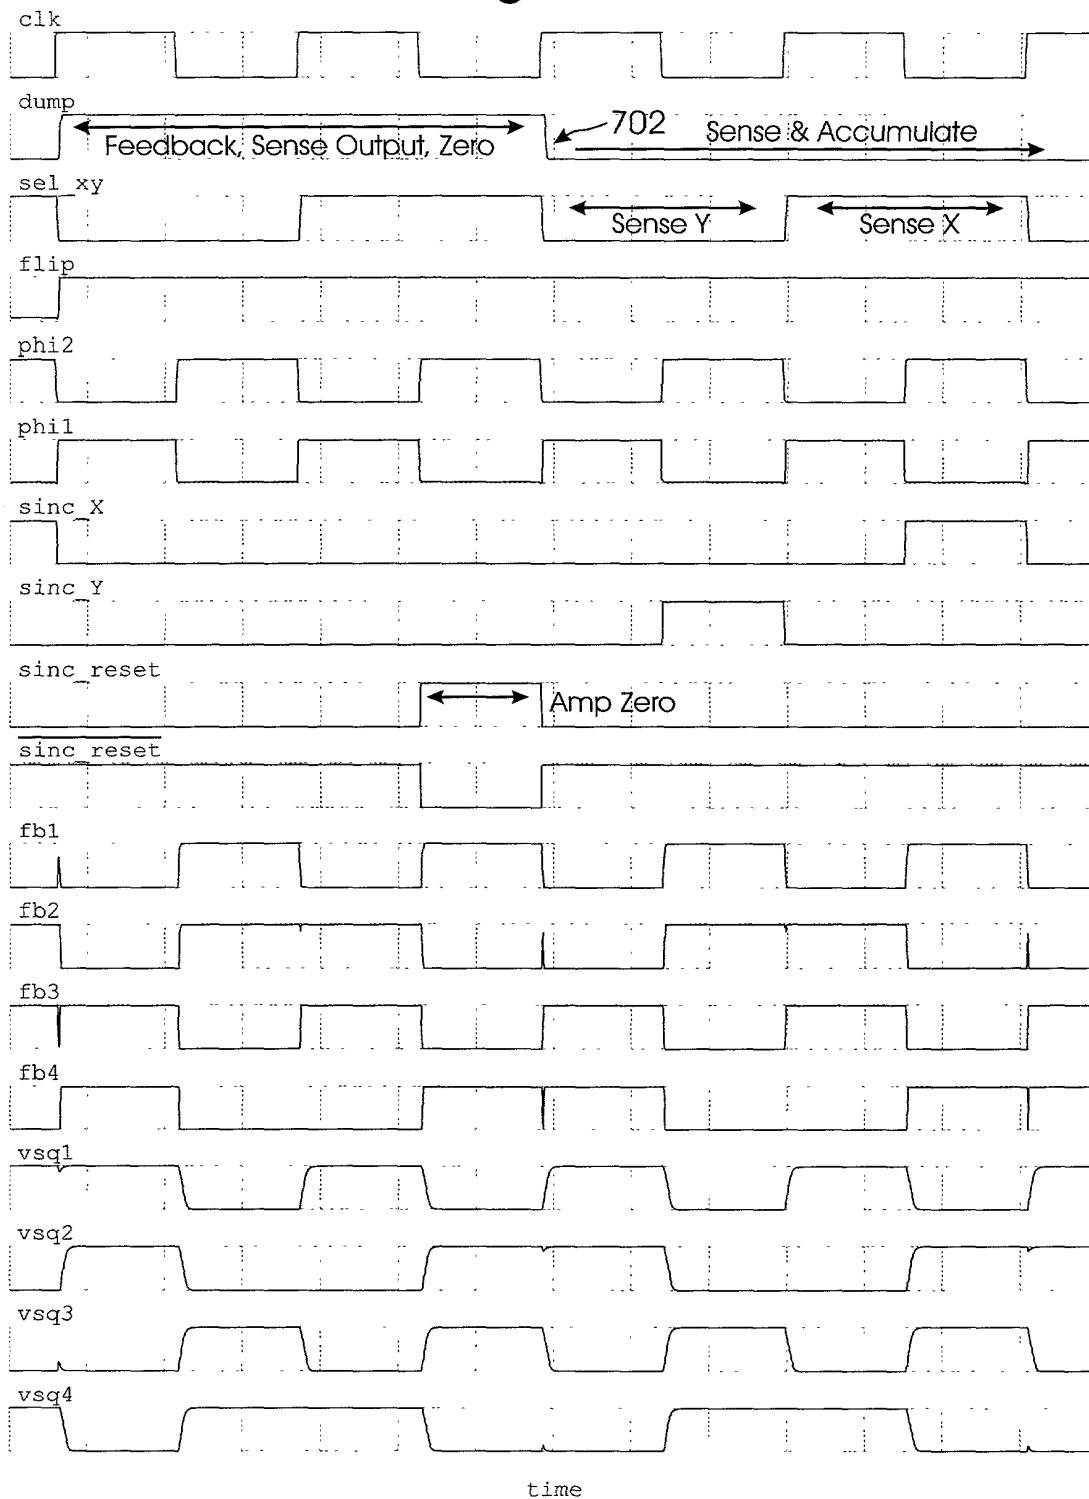 clk
dump
702
Feedback, Sense Output, Zero
Sense & Accumulate
sel_xy
Sense Y
Sense X
flip
phi2
phi1
sinc_X
sinc_Y
sinc_reset
Amp Zero
sinc_reset
fb1
fb2
fb3
fb4
vsq1
vsq2
vsq3
vsq4
time